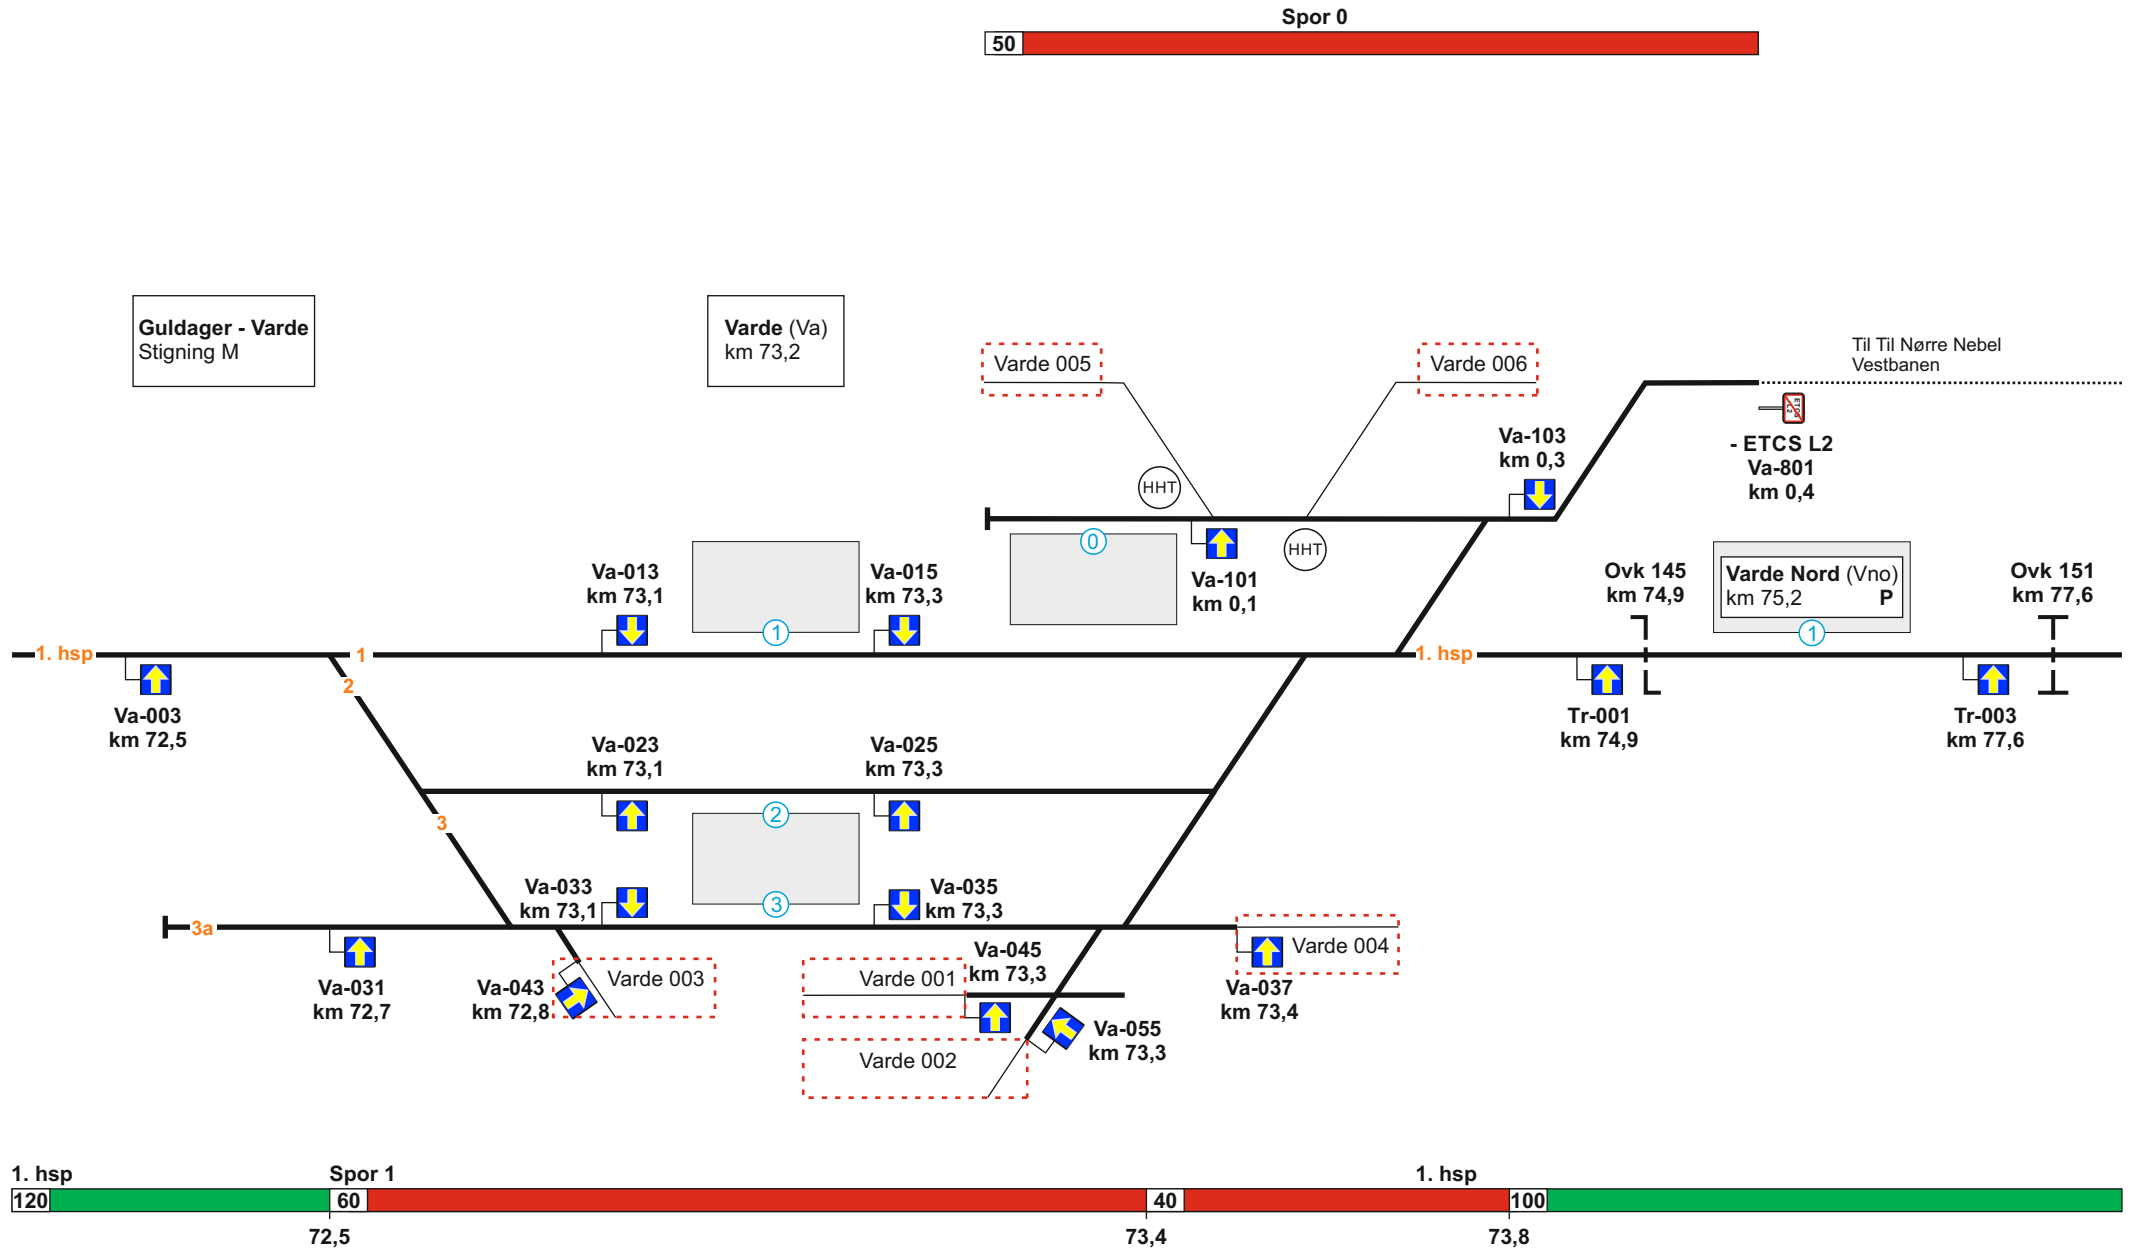 Spor 0
50
Guldager - Varde
Stigning M
Varde (Va)
km 73,2
Varde 005
Varde 006
Til Til Nørre Nebel
Vestbanen
ETCS
L2
- ETCS L2
Va-801
km 0,4
Va-103
km 0,3
HHT
HHT
0
Va-101
km 0,1
Va-013
km 73,1
Va-015
km 73,3
1
Ovk 145
km 74,9
Varde Nord (Vno)
km 75,2 P
1
Ovk 151
km 77,6
1. hsp
1
1. hsp
2
Va-003
km 72,5
Tr-001
km 74,9
Tr-003
km 77,6
Va-023
km 73,1
Va-025
km 73,3
2
3
Va-033
km 73,1
3
Va-035
km 73,3
3a
Va-031
km 72,7
Va-043
km 72,8
Varde 003
Varde 001
Va-045
km 73,3
Varde 004
Va-037
km 73,4
Va-055
km 73,3
Varde 002
1. hsp
Spor 1
1. hsp
120
60
40
100
72,5
73,4
73,8